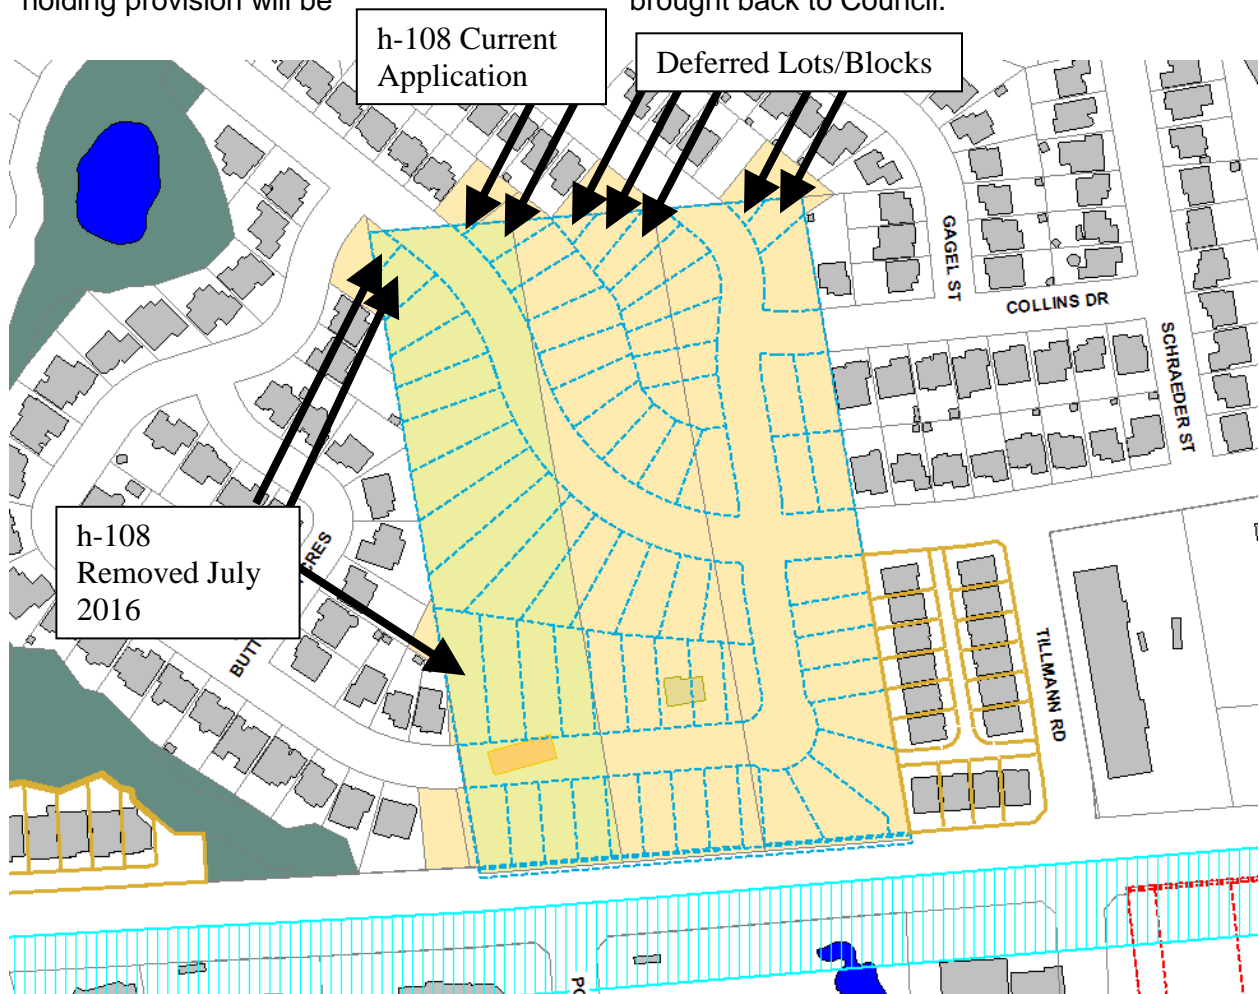 holding provision will be
brought back to Council.
h-108 Current
Application
Deferred Lots/Blocks
GAGEL ST
COLLINS DR
SCHRAEDER ST
h-108
Removed July
2016
TILLMANN RD